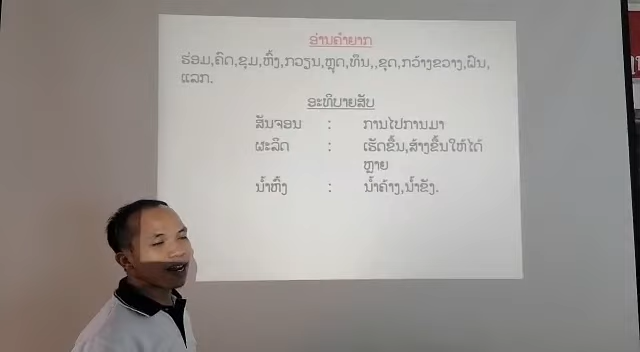 ອ່ານຄຳຍາກ
ຮ່ອມ,ຄົດ,ຂຸມ,ຫົ້ງ,ກວຽນ,ຫຼຸດ,ທຶນ,,ຊຸດ,ກວ້າງຂວາງ,ຝົນ,
ແລກ.
ອະທິບາຍສັບ
ສັນຈອນ : ການໄປການມາ
ຜະລິດ : ເຮັດຂຶ້ນ,ສ້າງຂຶ້ນໃຫ້ໄດ້
ຫຼາຍ
ນ້ຳຫົ້ງ : ນ້ຳຄ້າງ,ນ້ຳຂັງ.